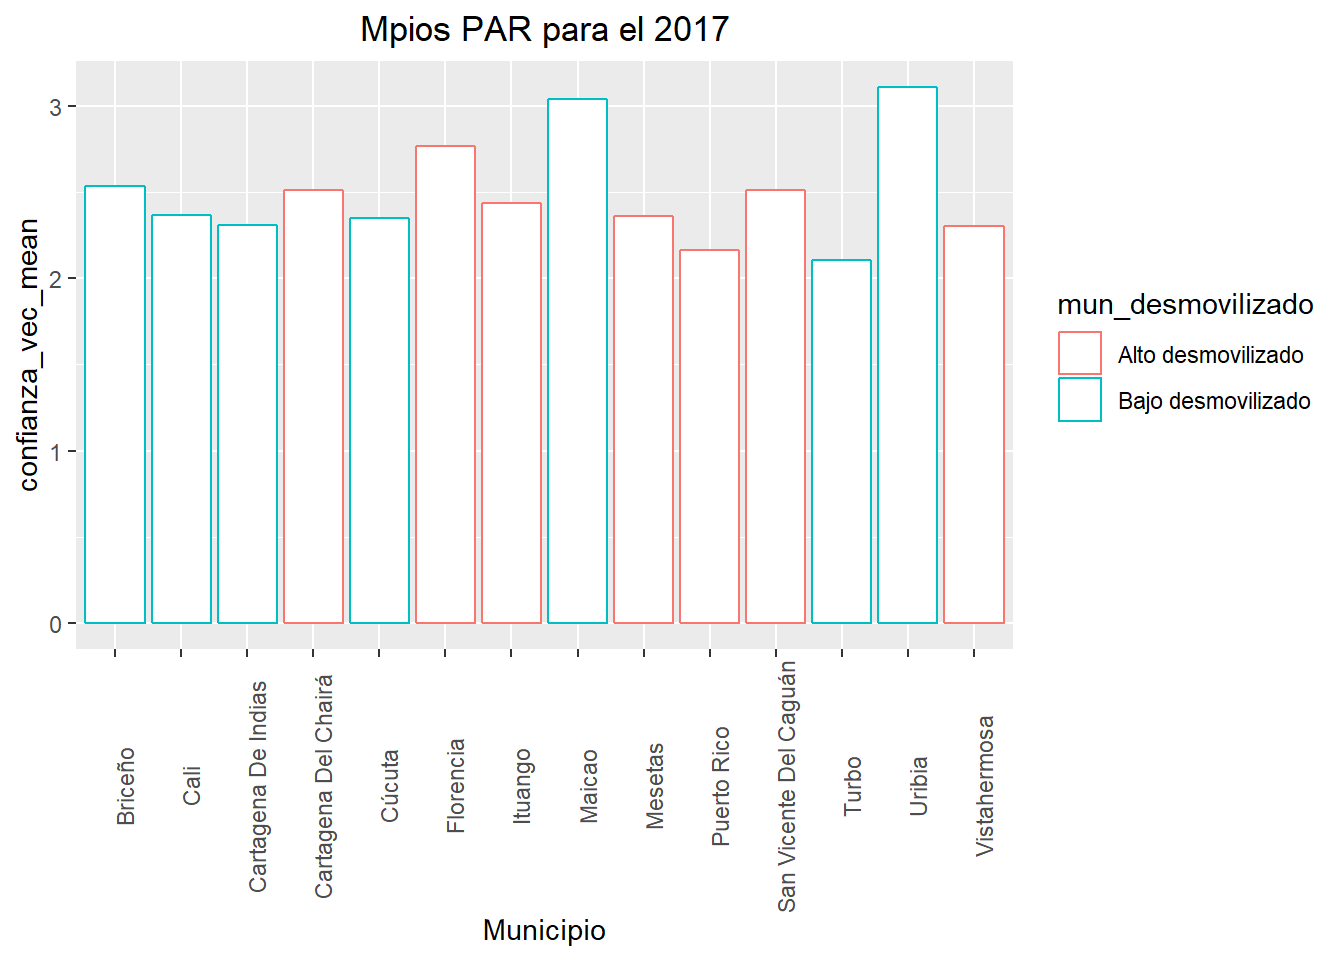 Mpios PAR para el 2017
confianza_vec_mean
3
2
1
0
Briceño
Cali
Cartagena De Indias
Cartagena Del Chairá
Cúcuta
Florencia
Ituango
Maicao
Mesetas
Puerto Rico
San Vicente Del Caguán
Turbo
Uribia
Vistahermosa
Municipio
mun_desmovilizado
Alto desmovilizado
Bajo desmovilizado